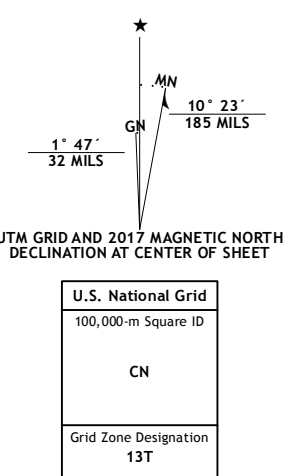 ★
MN
10° 23´
185 MILS
GN
1° 47´
32 MILS
UTM GRID AND 2017 MAGNETIC NORTH
DECLINATION AT CENTER OF SHEET
U.S. National Grid
100,000-m Square ID
CN
Grid Zone Designation
13T